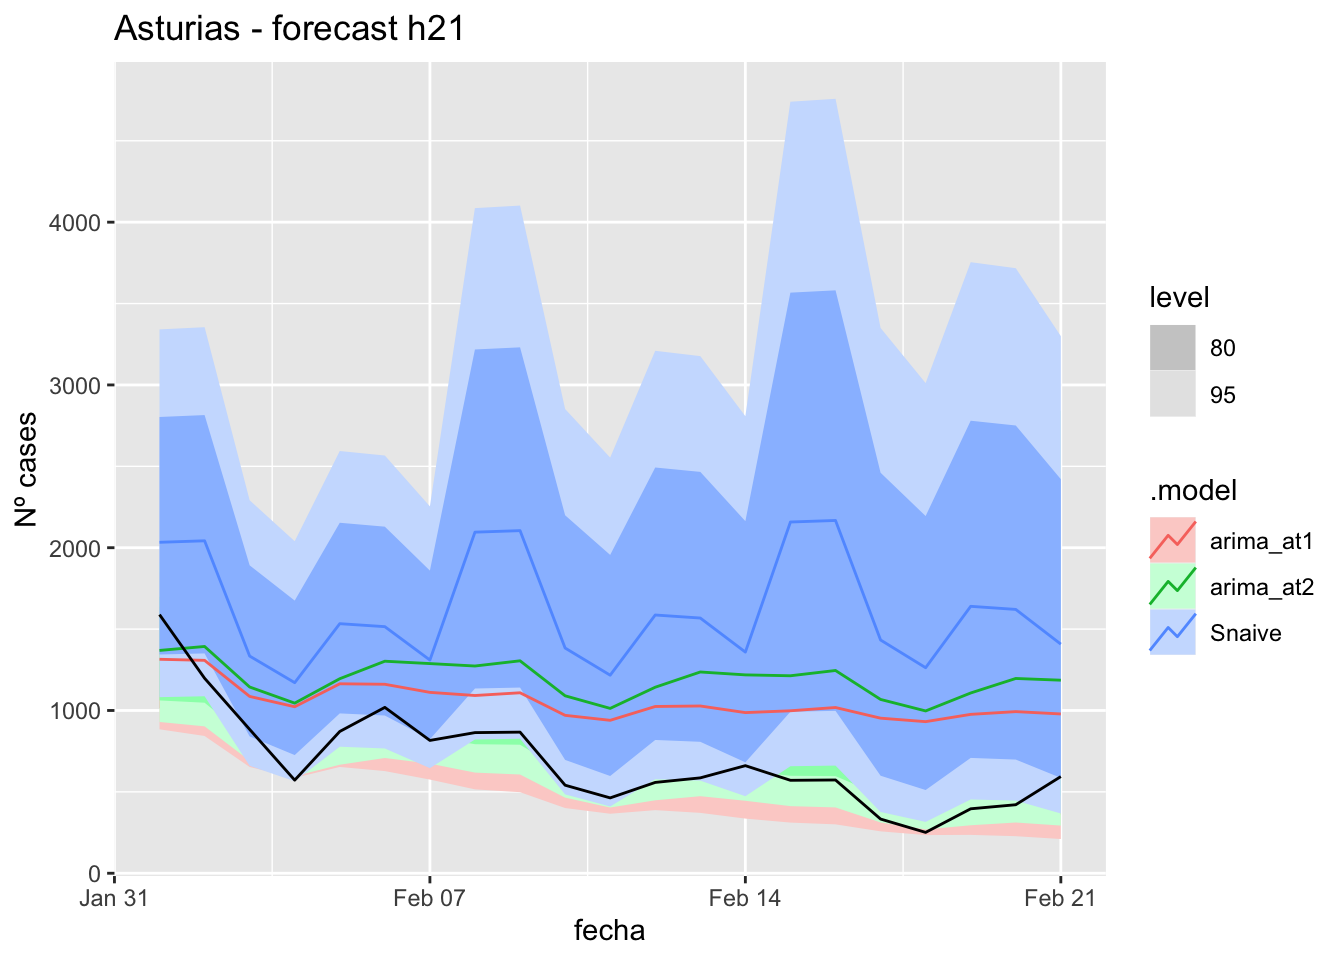 Asturias - forecast h21
Nº cases
4000
3000
2000
1000
0
Jan 31
Feb 07
Feb 14
Feb 21
fecha
level
80
95
.model
arima_at1
arima_at2
Snaive